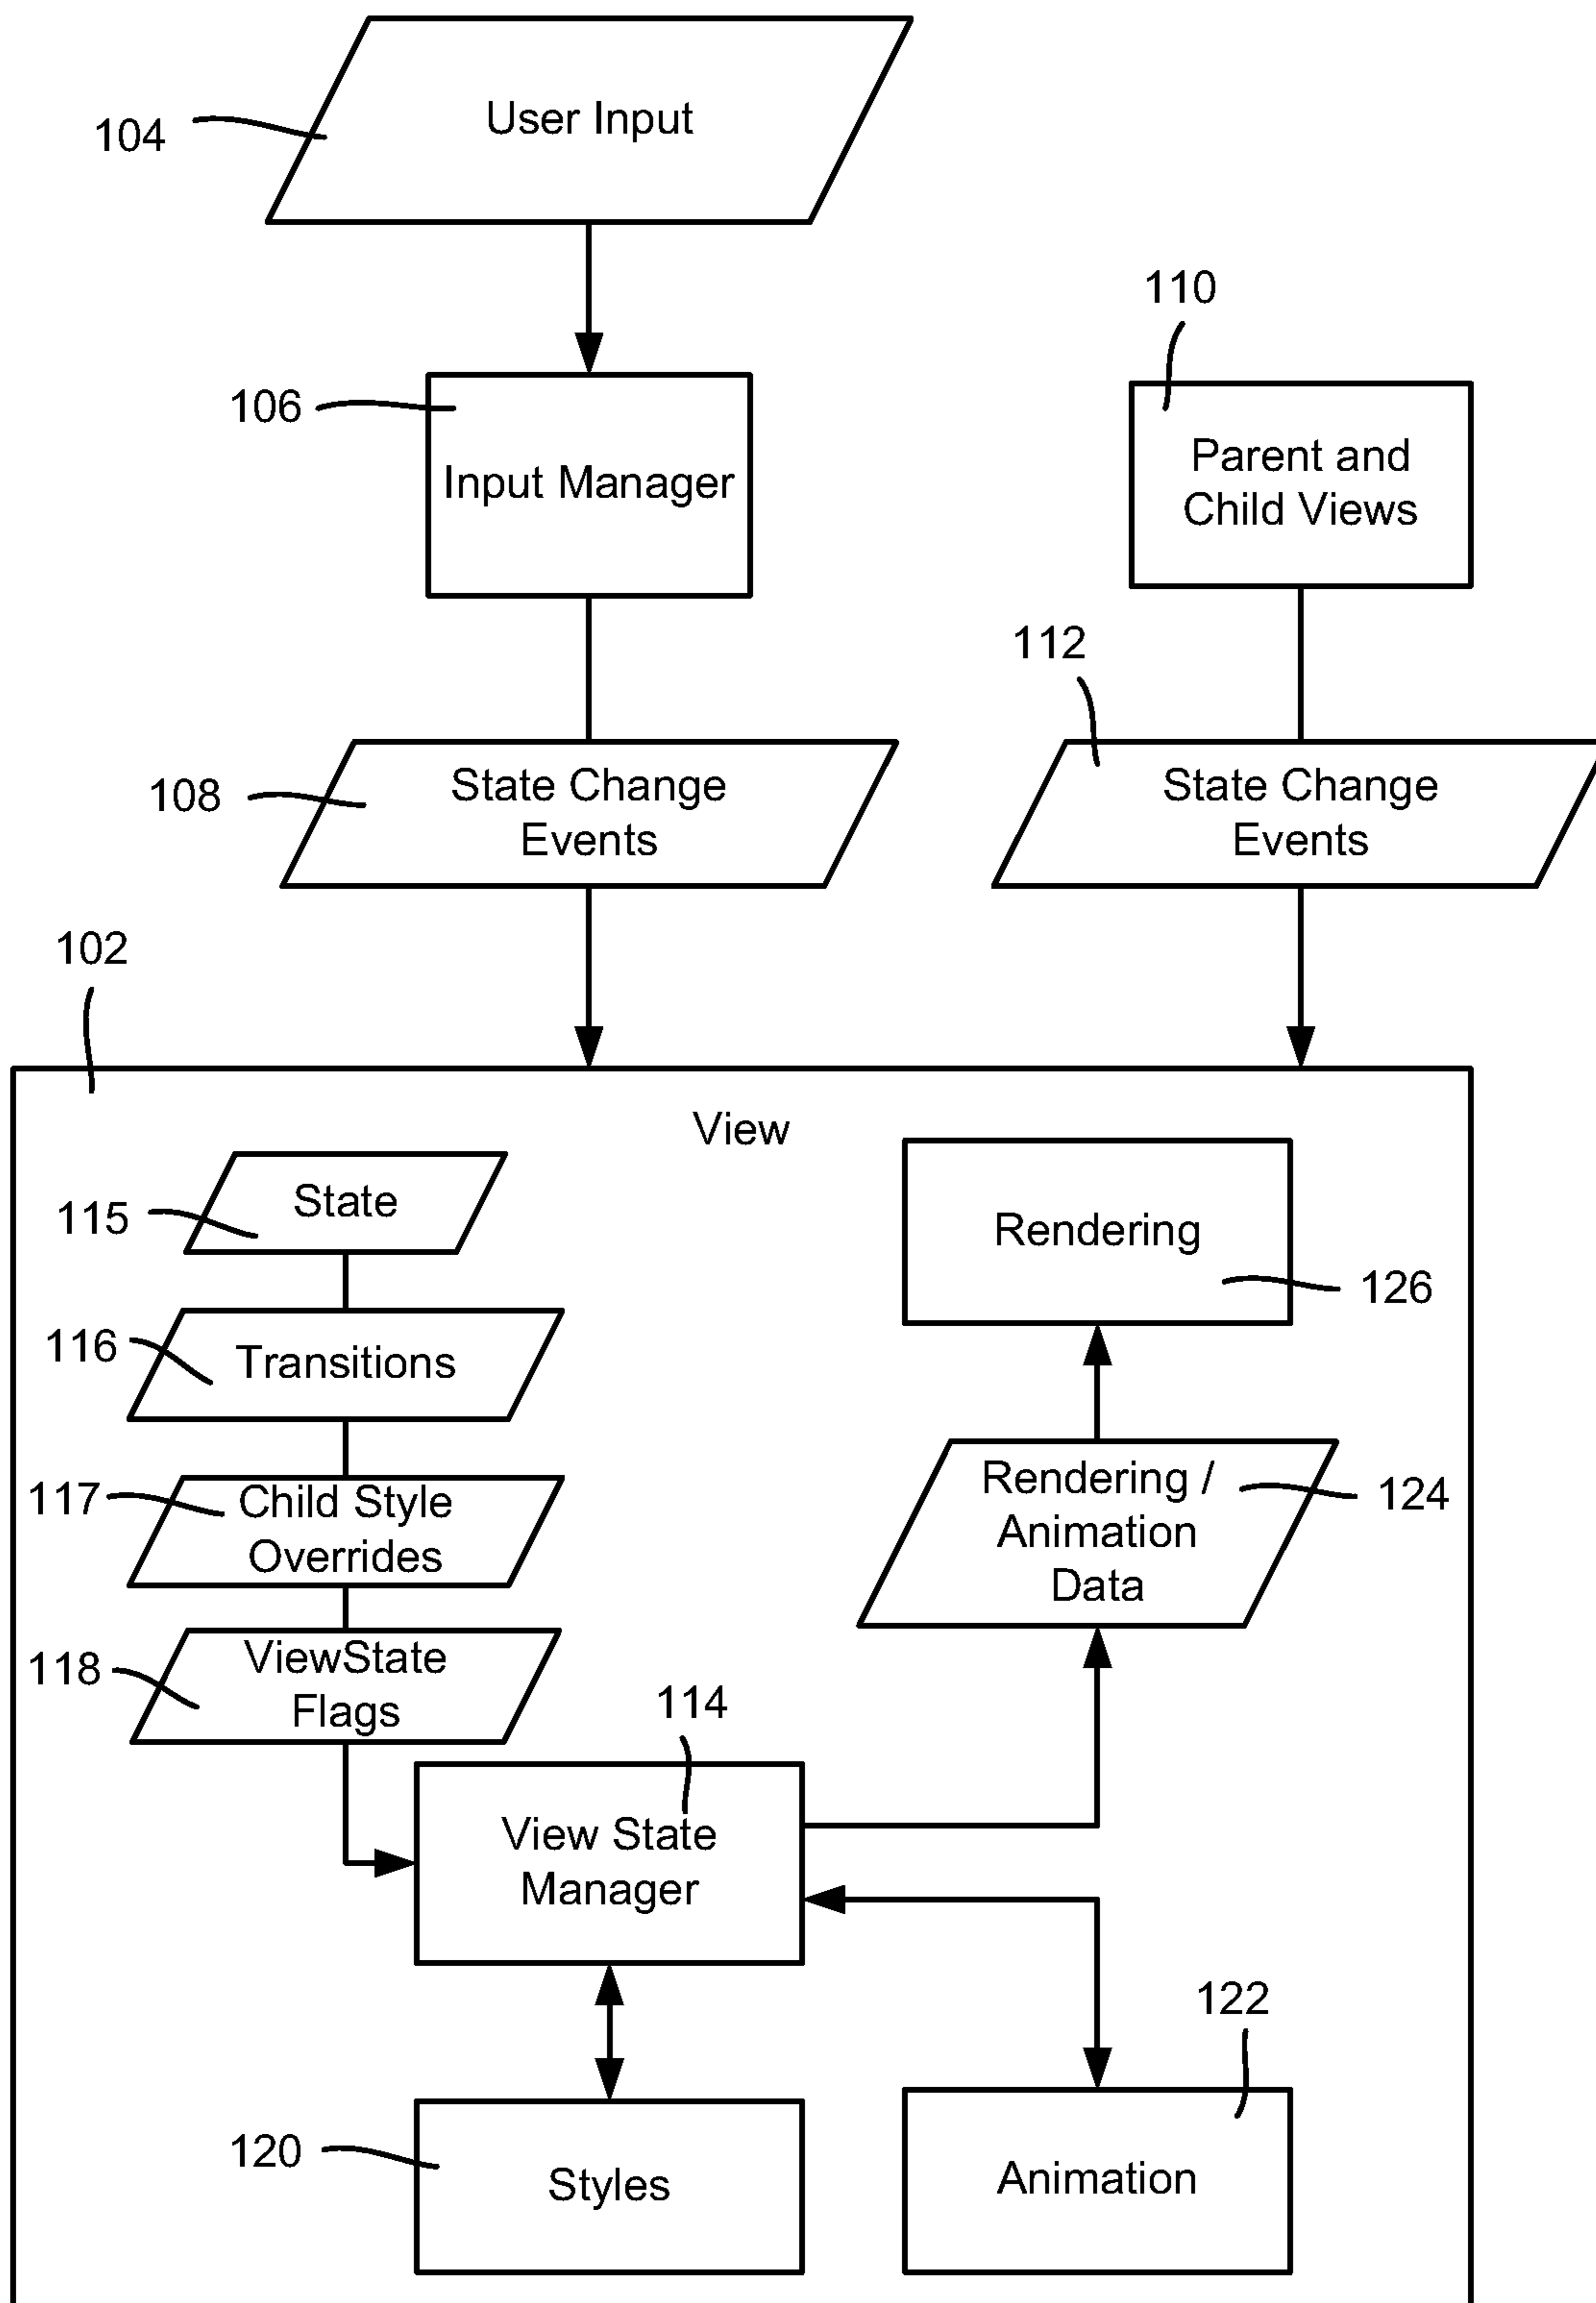 User Input
104
110
106
Input Manager
Parent and
Child Views
112
108
State Change
Events
State Change
Events
102
View
State
115
Rendering
126
116
Transitions
117
Child Style
Overrides
Rendering /
Animation
Data
124
118
ViewState
Flags
114
View State
Manager
122
120
Styles
Animation